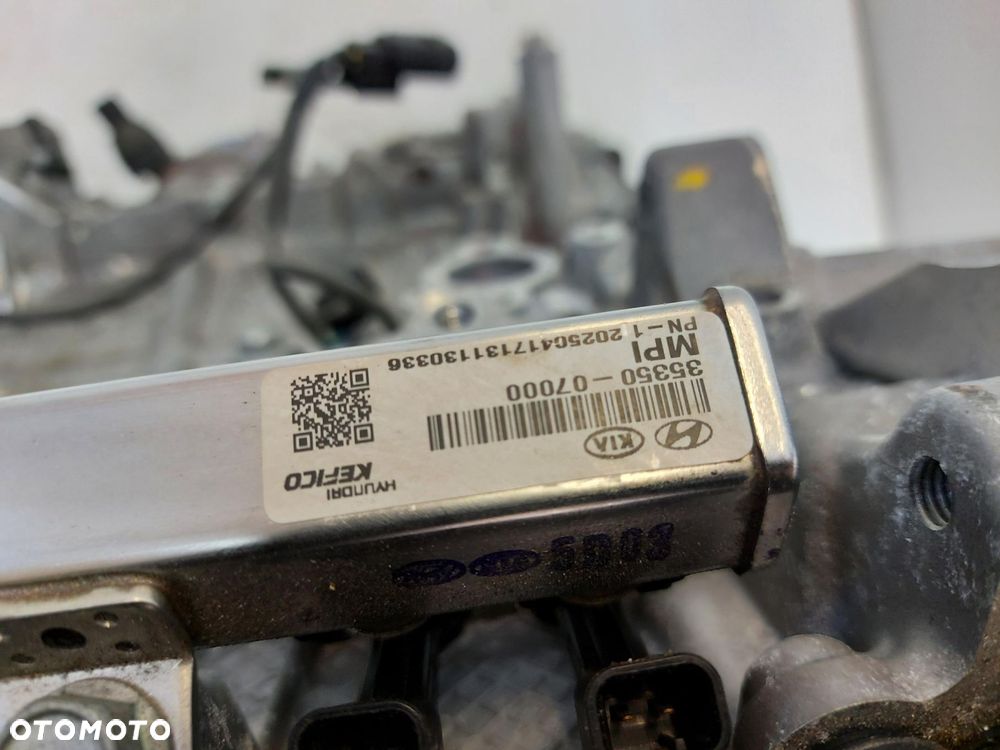 KIA
HYUNDAI
KEFICO
35350-07000
MPI
PN-1 20250417131130336
OTOMOTO